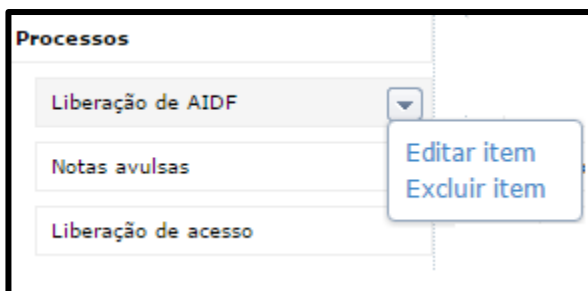 Processos
Liberação de AIDF
Editar item
Notas avulsas
Excluir item
Liberação de acesso